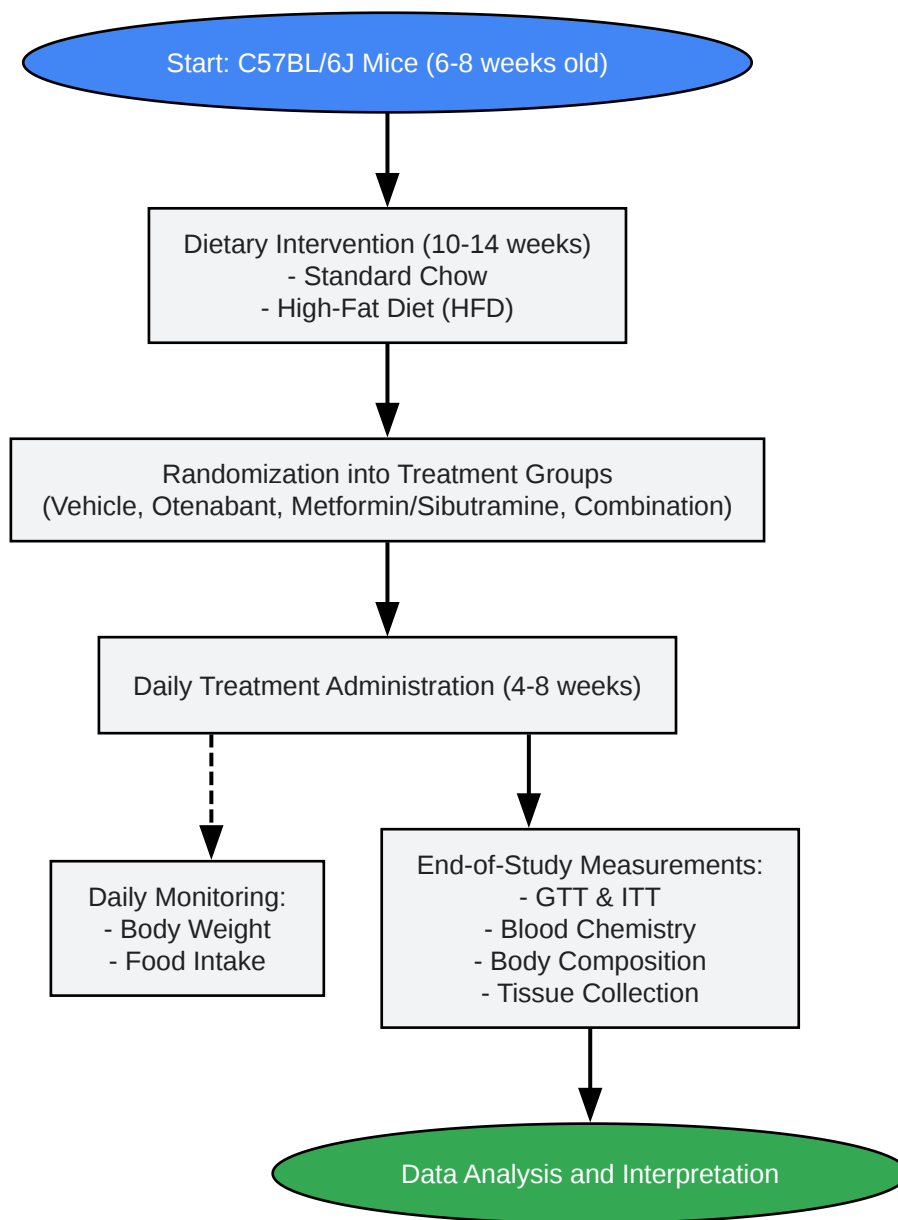 Start: C57BL/6J Mice (6-8 weeks old)
Dietary Intervention (10-14 weeks)
- Standard Chow
- High-Fat Diet (HFD)
Randomization into Treatment Groups
(Vehicle, Otenabant, Metformin/Sibutramine, Combination)
Daily Treatment Administration (4-8 weeks)
Daily Monitoring:
- Body Weight
- Food Intake
End-of-Study Measurements:
- GTT & ITT
- Blood Chemistry
- Body Composition
- Tissue Collection
Data Analysis and Interpretation